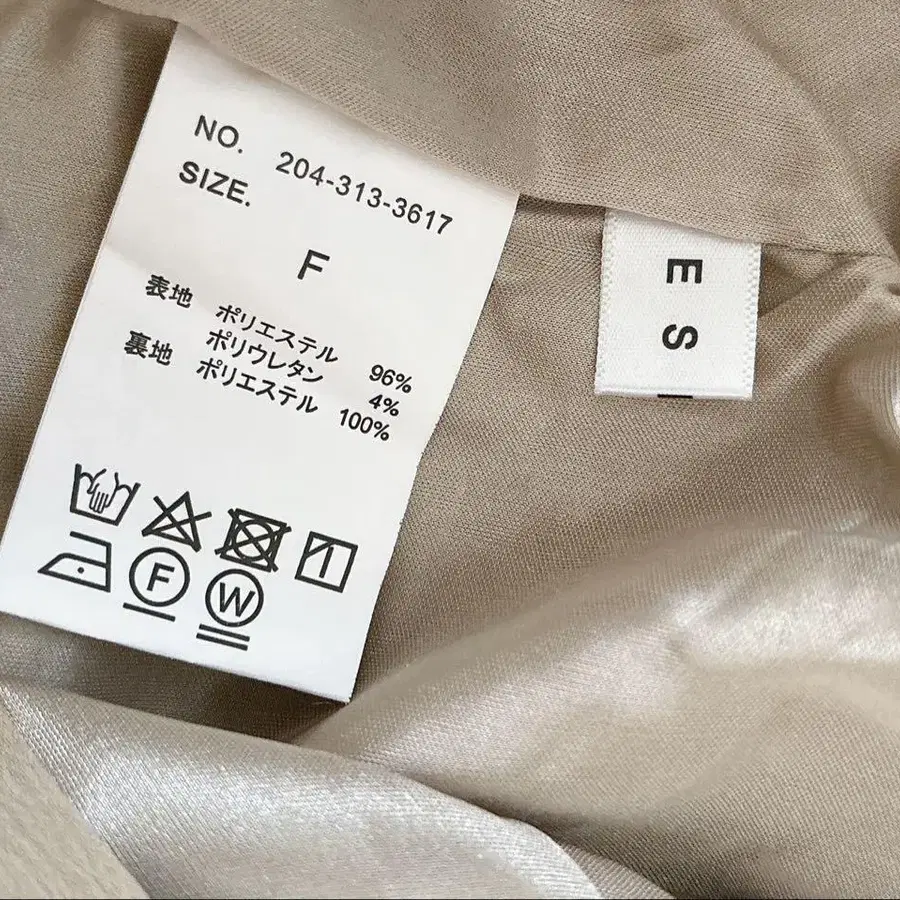 NO. 204-313-3617
SIZE.
F
表地 ポリエステル 96%
ポリウレタン 4%
裏地 ポリエステル 100%
F
W
E S